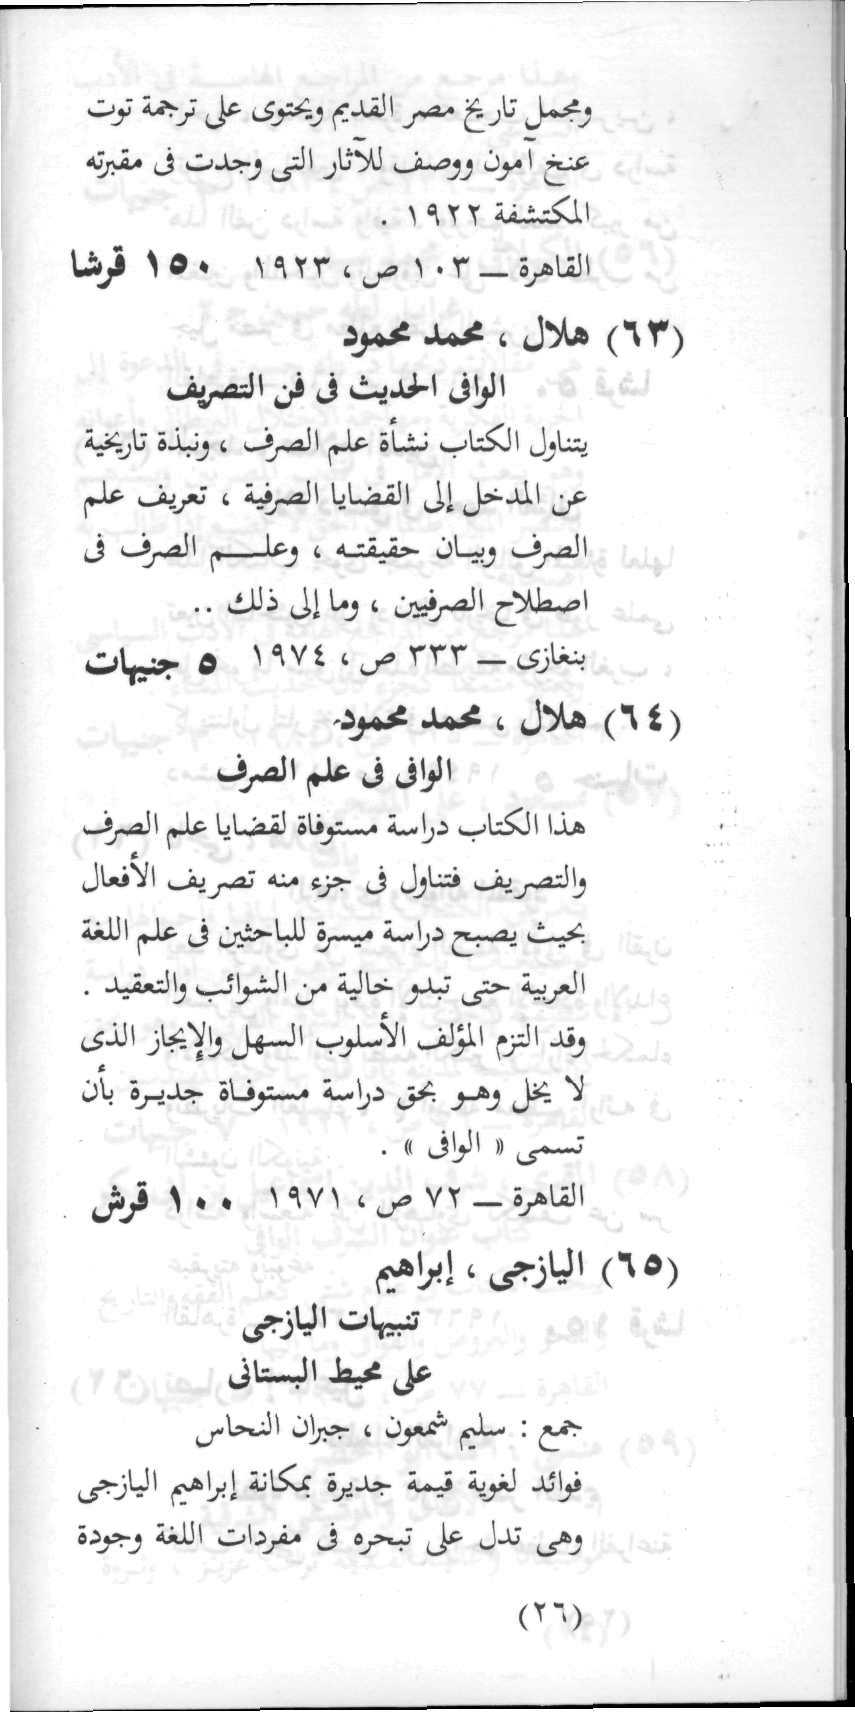 ومجمل تاريخ مصر القديم ويحتوى على ترجمة توت
عنخ آمون ووصف للآثار التى وجدت فى مقبرته
المكتشفة ١٩٢٢ .
القاهرة ــ ١٠٣ ص ، ١٩٢٣ ١٥٠ قرشا
(٦٣) هلال ، محمد محمود
الوافى الحديث فى فن التصريف
يتناول الكتاب نشأة علم الصرف ، ونبذة تاريخية
عن المدخل إلى القضايا الصرفية ، تعريف علم
الصرف وبيان حقيقته ، وعلم الصرف فى
اصطلاح الصرفيين ، وما إلى ذلك ..
بنغازى ــ ٣٣٣ ص ، ١٩٧٤ ٥ جنيهات
(٦٤) هلال ، محمد محمود
الوافى فى علم الصرف
هذا الكتاب دراسة مستوفاة لقضايا علم الصرف
والتصريف فتناول فى جزء منه تصريف الأفعال
بحيث يصبح دراسة ميسرة للباحثين فى علم اللغة
العربية حتى تبدو خالية من الشوائب والتعقيد .
وقد التزم المؤلف الأسلوب السهل والإيجاز الذى
لا يخل وهو بحق دراسة مستوفاة جديرة بأن
تسمى « الوافى » .
القاهرة ــ ٧٢ ص ، ١٩٧١ ١٠٠ قرش
(٦٥) اليازجى ، إبراهيم
تنبيهات اليازجى
على محيط البستانى
جمع : سليم شمعون ، جبران النحاس
فوائد لغوية قيمة جديرة بمكانة إبراهيم اليازجى
وهى تدل على تبحره فى مفردات اللغة وجودة
(٢٦)